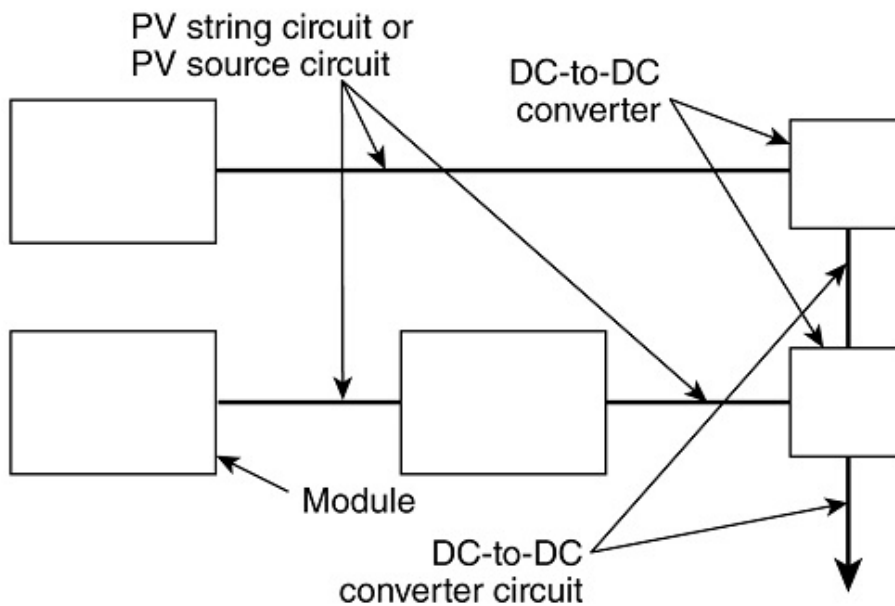 PV string circuit or
PV source circuit
DC-to-DC
converter
Module
DC-to-DC
converter circuit